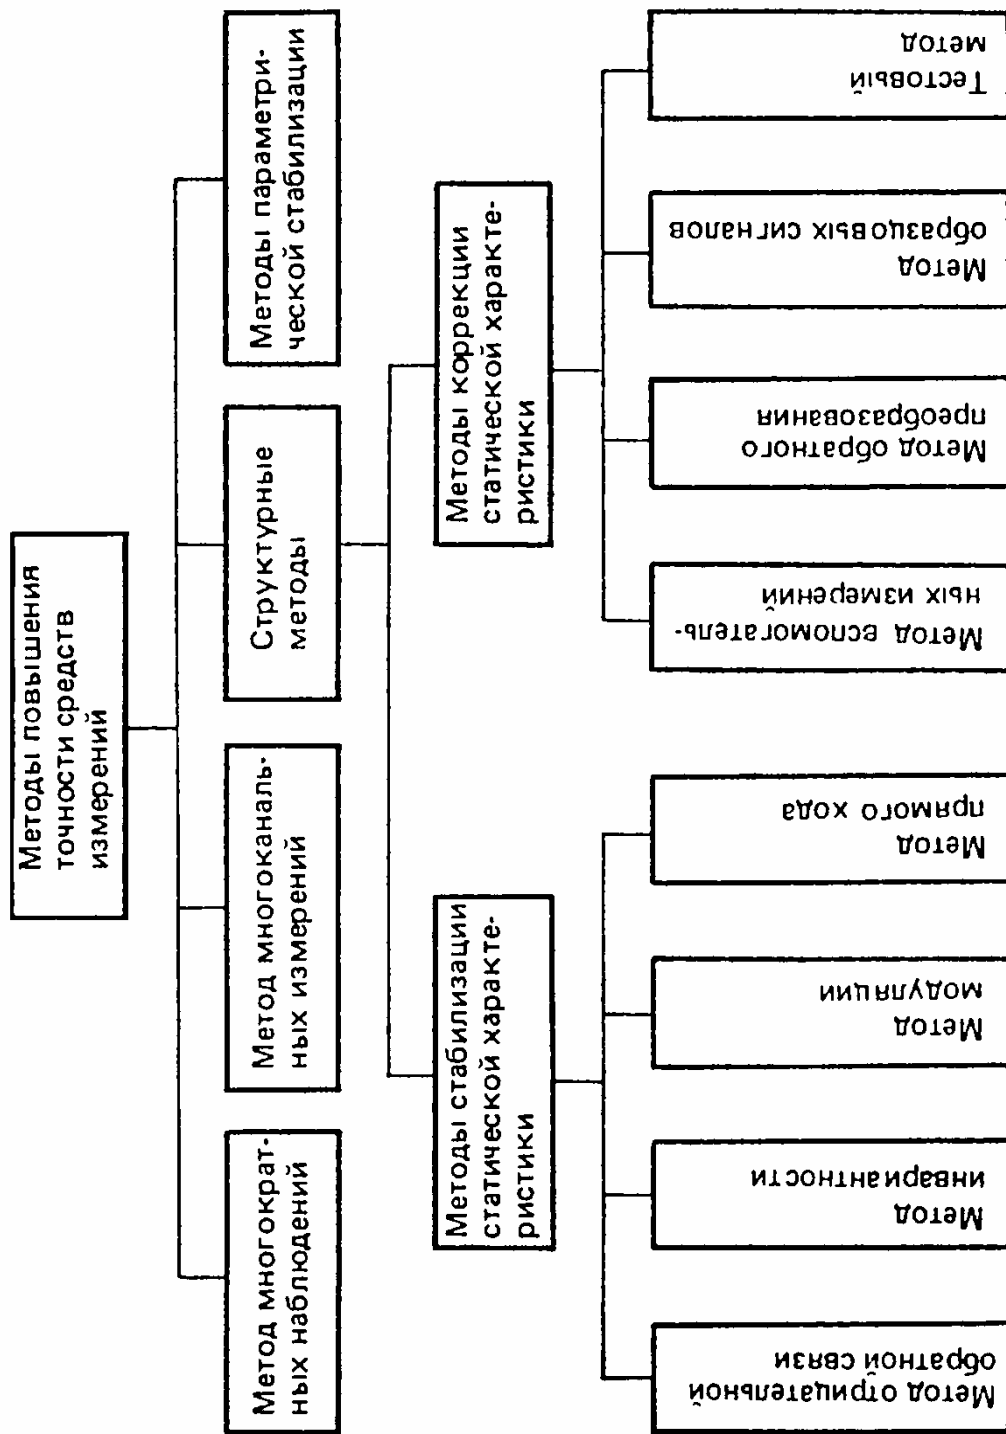 Методы повышения
точности средств
измерений
Метод многократ-
ных наблюдений
Метод многоканаль-
ных измерений
Структурные
методы
Методы параметри-
ческой стабилизации
Методы стабилизации
статической характе-
ристики
Методы коррекции
статической характе-
ристики
Метод отрицательной
обратной связи
Метод
инвариантности
Метод
модуляции
Метод
прямого хода
Метод вспомогатель-
ных измерений
Метод обратного
преобразования
Метод
образцовых сигналов
Тестовый
метод